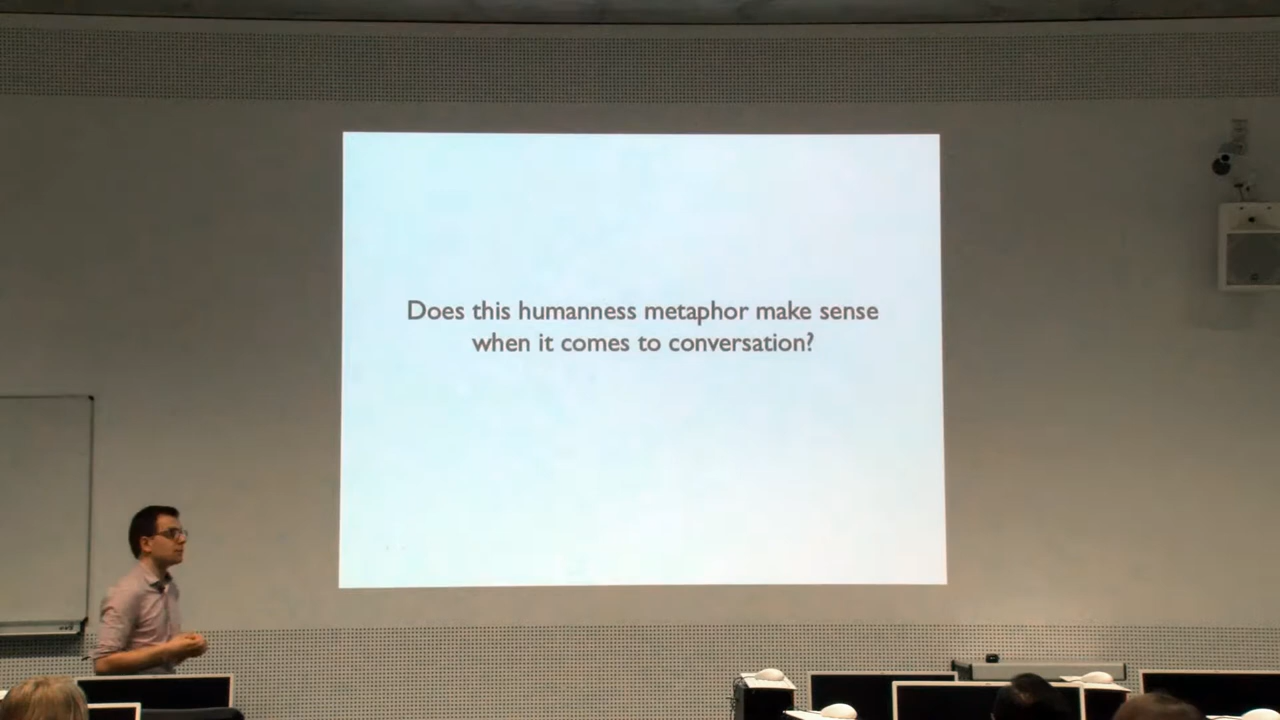 Does this humanness metaphor make sense
when it comes to conversation?